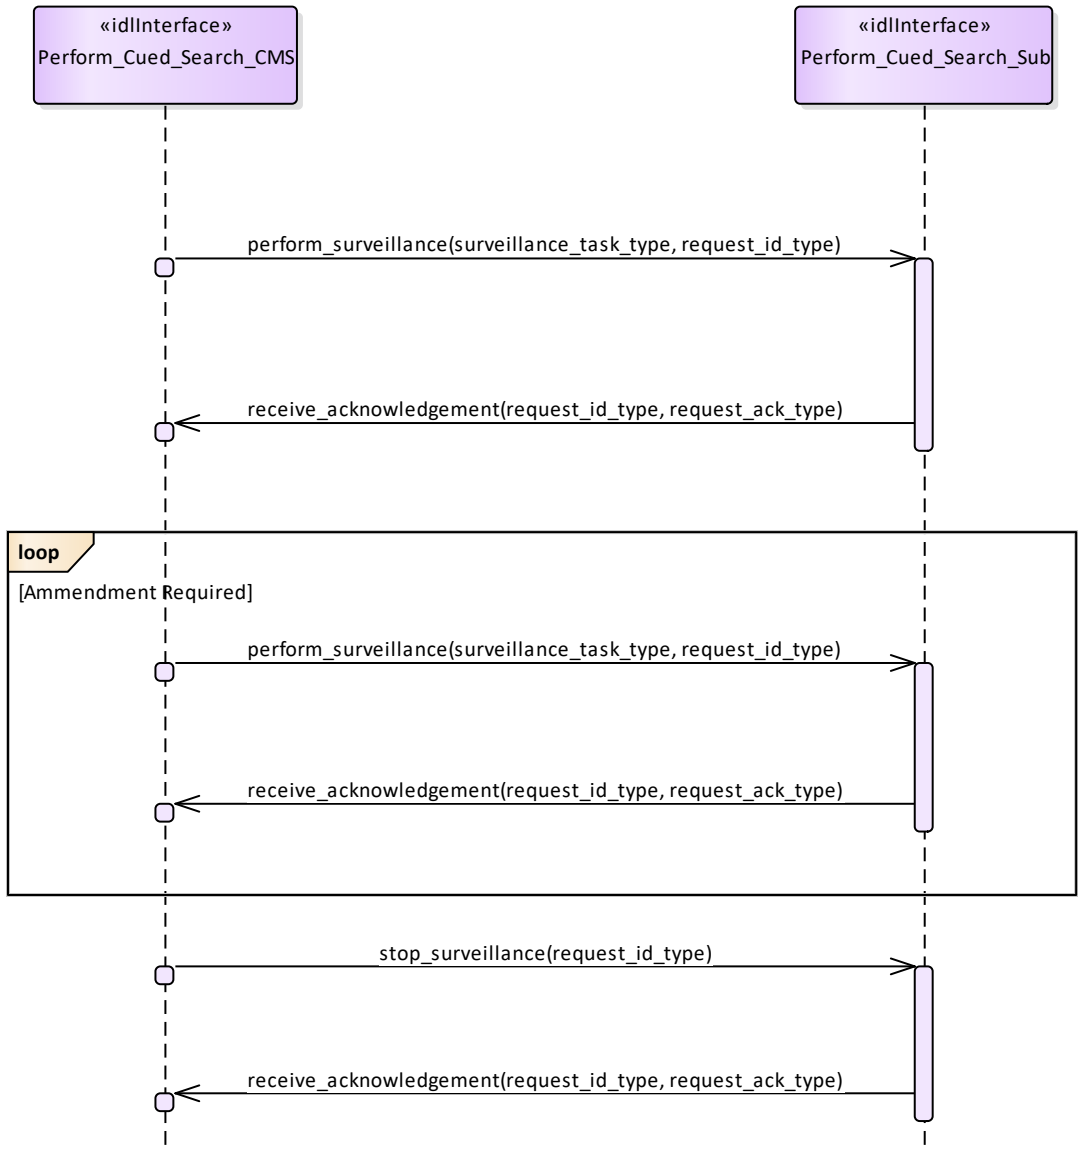 «idlInterface»
Perform_Cued_Search_CMS
«idlInterface»
Perform_Cued_Search_Sub
perform_surveillance(surveillance_task_type, request_id_type)
receive_acknowledgement(request_id_type, request_ack_type)
loop
[Ammendment Required]
perform_surveillance(surveillance_task_type, request_id_type)
receive_acknowledgement(request_id_type, request_ack_type)
stop_surveillance(request_id_type)
receive_acknowledgement(request_id_type, request_ack_type)